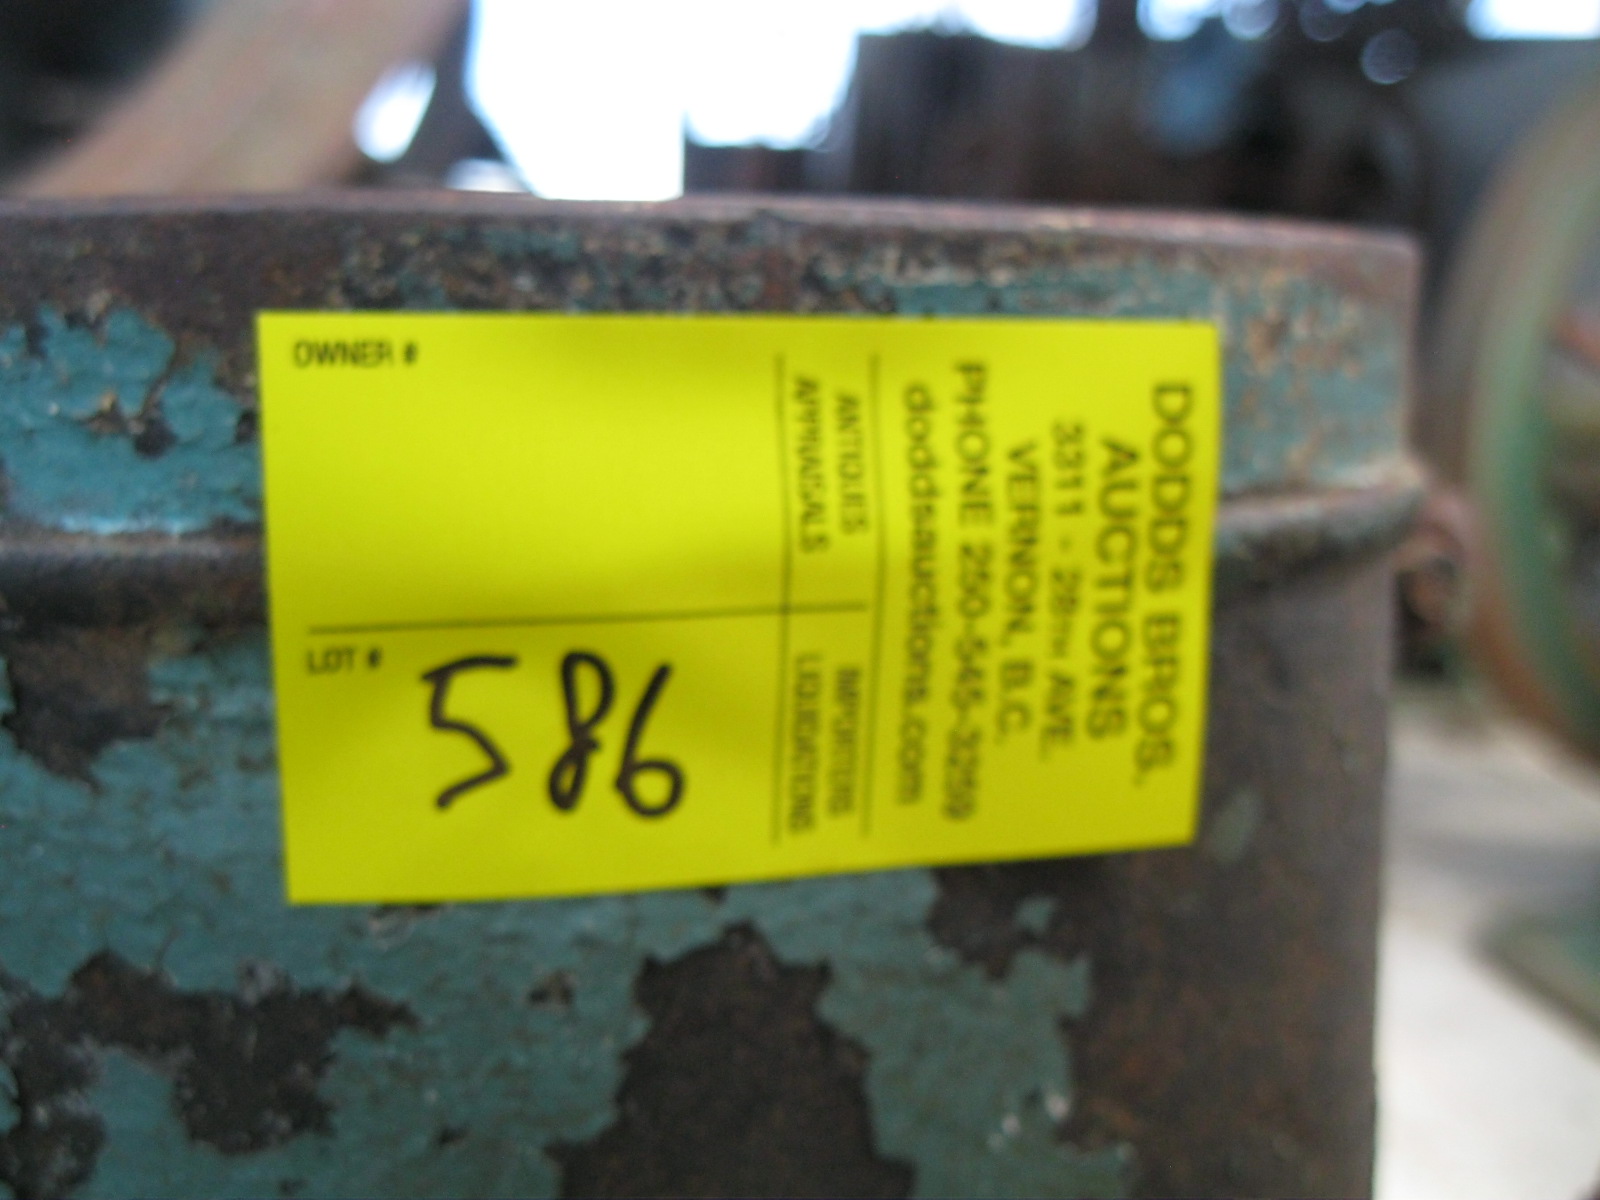 OWNER #
LOT # 586
DODDS BROS.
AUCTIONS
3311 - 28TH AVE.
VERNON, B.C.
PHONE 250-545-3259
doddsauctions.com
ANTIQUES IMPORTERS
APPRAISALS LIQUIDATIONS